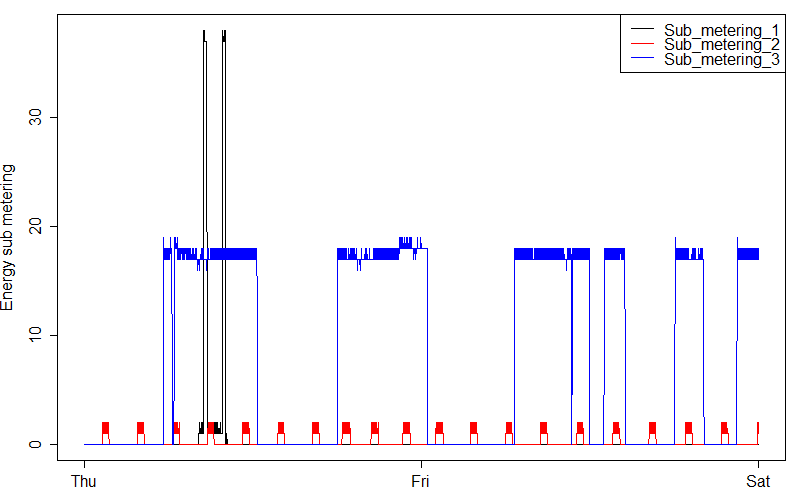 Sub_metering_1
Sub_metering_2
Sub_metering_3
Energy sub metering
30
20
10
0
Thu Fri Sat